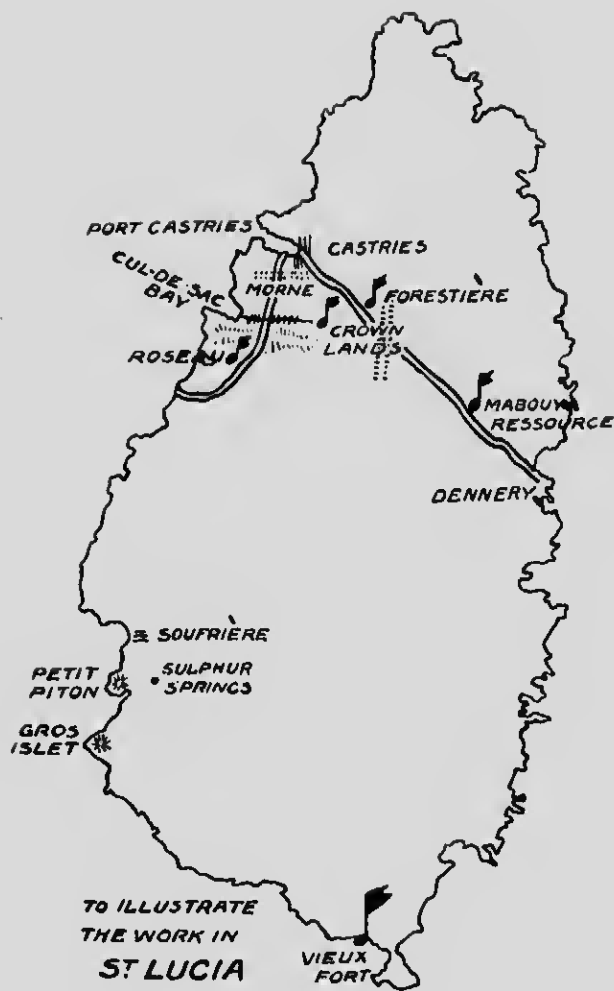 PORT CASTRIES
CASTRIES
CUL-DE-SAC
BAY
MORNE
FORESTIÈRE
CROWN
LANDS
ROSEAU
MABOUYA
RESSOURCE
DENNERY
SOUFRIÈRE
PETIT
PITON
SULPHUR
SPRINGS
GROS
ISLET
TO ILLUSTRATE
THE WORK IN
ST LUCIA
VIEUX
FORT